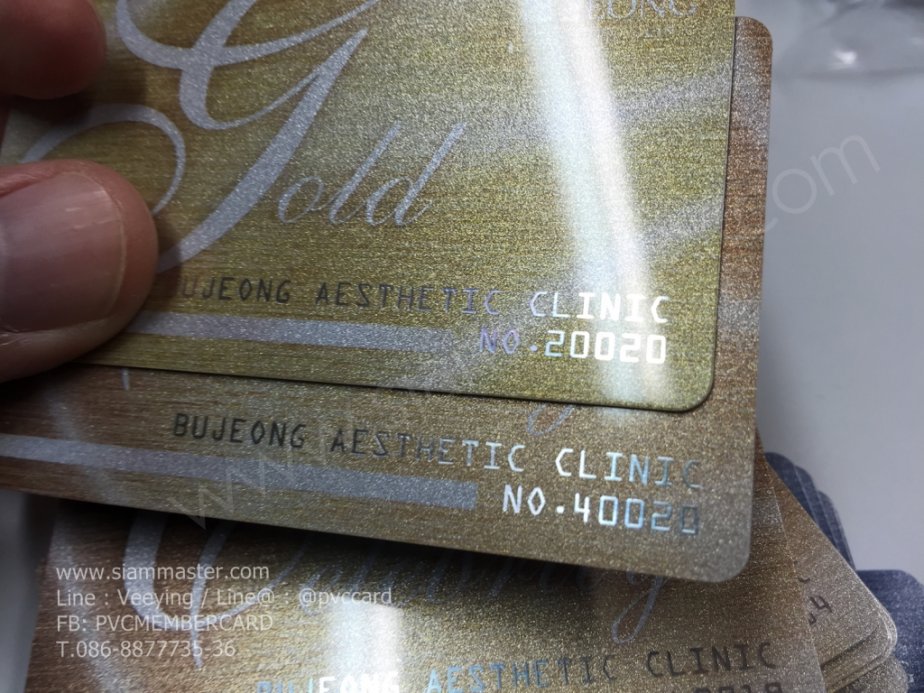 Gold
BUJEONG AESTHETIC CLINIC
NO.20020
BUJEONG AESTHETIC CLINIC
NO.40020
www.siammaster.com
Line : Veeying / Line@ : @pvccard
FB: PVCMEMBERCARD
T.086-8877735-36
BUJEONG AESTHETIC CLINIC